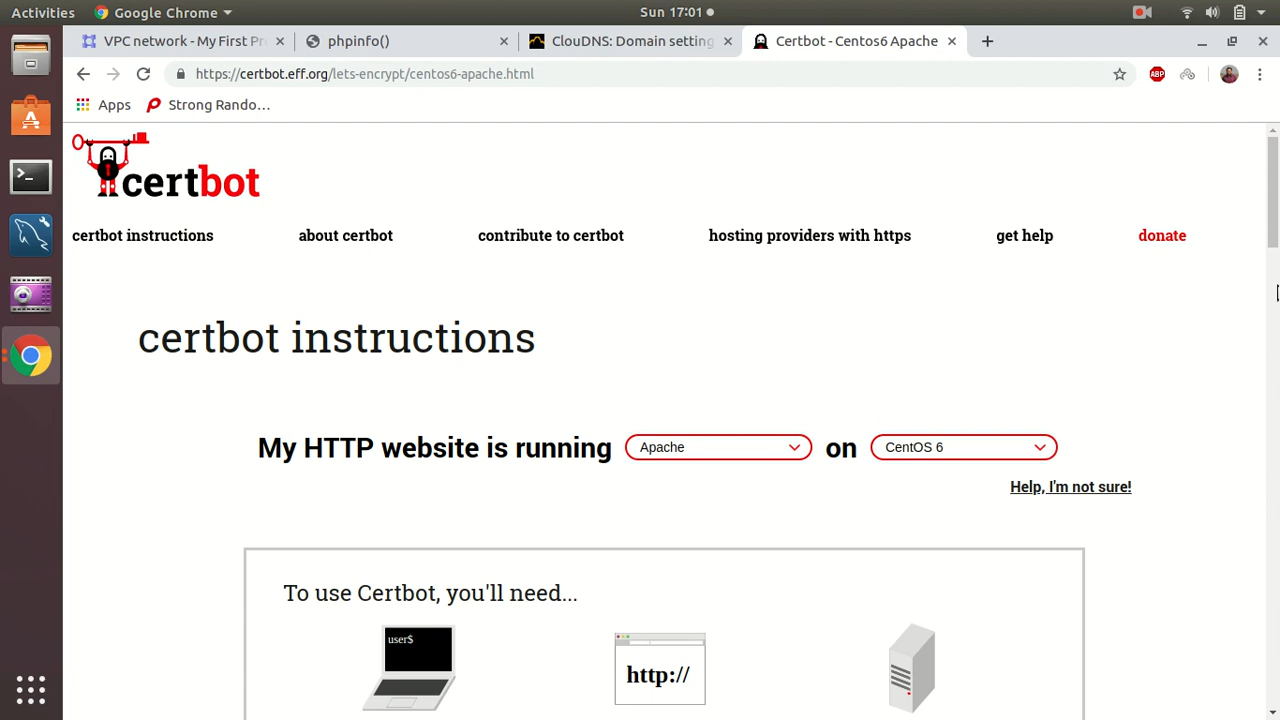 Activities
Google Chrome
Sun 17:01
VPC network - My First Pr
phpinfo()
ClouDNS: Domain setting
Certbot - Centos6 Apache
https://certbot.eff.org/lets-encrypt/centos6-apache.html
ABP
Apps
Strong Rando...
certbot
certbot instructions
about certbot
contribute to certbot
hosting providers with https
get help
donate
certbot instructions
My HTTP website is running
Apache
on
CentOS 6
Help, I'm not sure!
To use Certbot, you'll need...
user$
http://